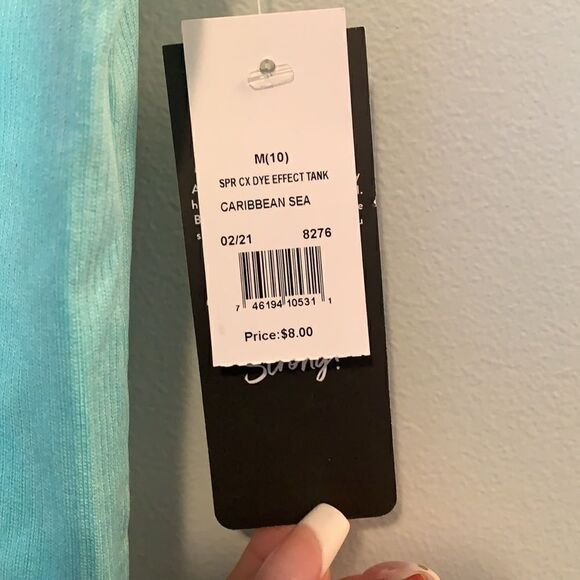 M(10)
SPR CX DYE EFFECT TANK
CARIBBEAN SEA
02/21 8276
7 46194 10531 1
Price:$8.00
Strong!